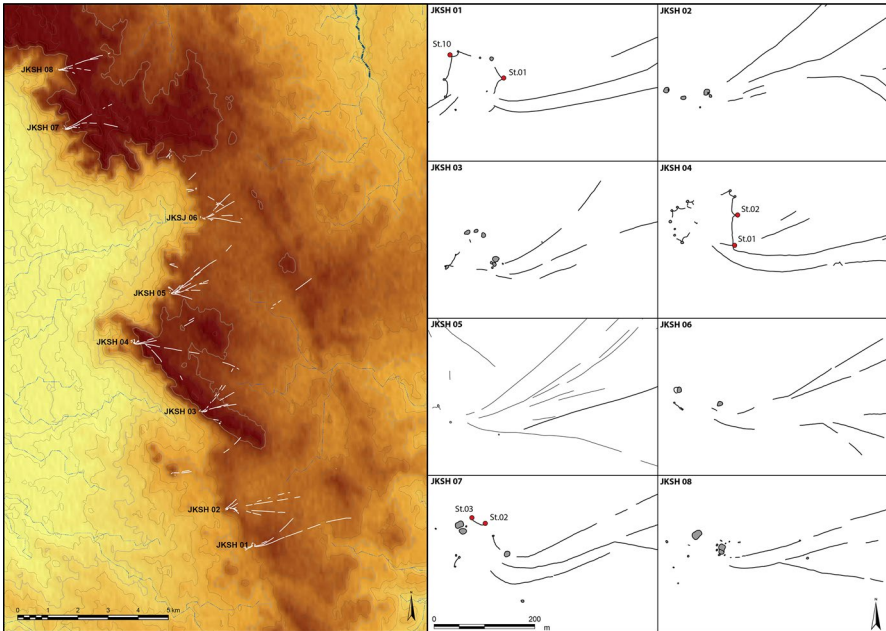 JKSH 08
JKSH 07
JKSJ 06
JKSH 05
JKSH 04
JKSH 03
JKSH 02
JKSH 01
0 1 2 3 4 5 km
N
JKSH 01
St.10
St.01
JKSH 02
JKSH 03
JKSH 04
St.02
St.01
JKSH 05
JKSH 06
JKSH 07
St.03
St.02
JKSH 08
0 200
m
N